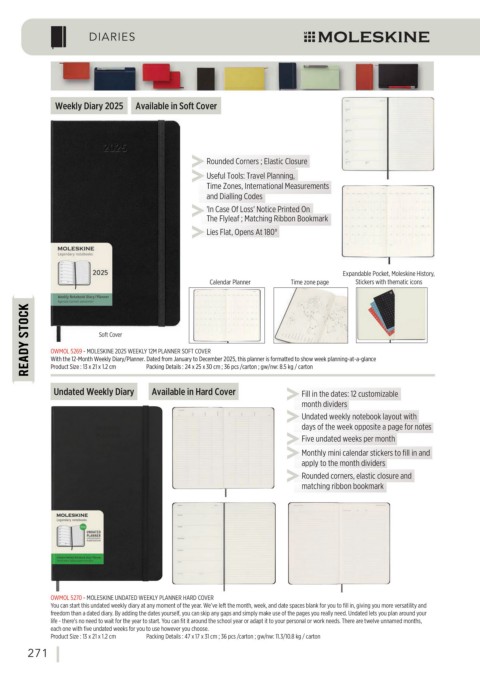 DIARIES
MOLESKINE
Weekly Diary 2025
Available in Soft Cover
2025
Rounded Corners ; Elastic Closure
Useful Tools: Travel Planning,
Time Zones, International Measurements
and Dialling Codes
'In Case Of Loss' Notice Printed On
The Flyleaf ; Matching Ribbon Bookmark
Lies Flat, Opens At 180°
MOLESKINE
Legendary notebooks
2025
Weekly Notebook Diary/Planner
Soft Cover
Calendar Planner
Time zone page
Expandable Pocket, Moleskine History,
Stickers with thematic icons
READY STOCK
OWMOL 5269 - MOLESKINE 2025 WEEKLY 12M PLANNER SOFT COVER
With the 12-Month Weekly Diary/Planner. Dated from January to December 2025, this planner is formatted to show week planning-at-a-glance
Product Size : 13 x 21 x 1.2 cm Packing Details : 24 x 25 x 30 cm ; 36 pcs /carton ; gw/nw: 8.5 kg / carton
Undated Weekly Diary
Available in Hard Cover
Fill in the dates: 12 customizable
month dividers
Undated weekly notebook layout with
days of the week opposite a page for notes
Five undated weeks per month
Monthly mini calendar stickers to fill in and
apply to the month dividers
Rounded corners, elastic closure and
matching ribbon bookmark
MOLESKINE
Legendary notebooks
UNDATED
PLANNER
OWMOL 5270 - MOLESKINE UNDATED WEEKLY PLANNER HARD COVER
You can start this undated weekly diary at any moment of the year. We've left the month, week, and date spaces blank for you to fill in, giving you more versatility and
freedom than a dated diary. By adding the dates yourself, you can skip any gaps and simply make use of the pages you really need. Undated lets you plan around your
life - there's no need to wait for the year to start. You can fit it around the school year or adapt it to your personal or work needs. There are twelve unnamed months,
each one with five undated weeks for you to use however you choose.
Product Size : 13 x 21 x 1.2 cm Packing Details : 47 x 17 x 31 cm ; 36 pcs /carton ; gw/nw: 11.3/10.8 kg / carton
271